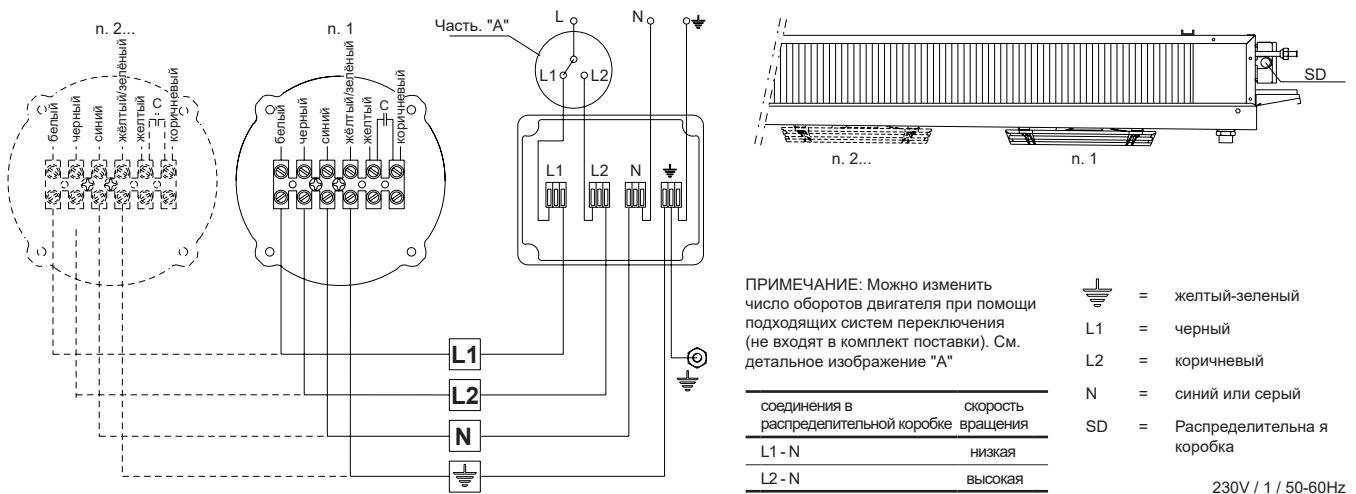 n. 2...
белый
черный
синий
жёлтый/зелёный
желтый
C
коричневый
n. 1
белый
черный
синий
жёлтый/зелёный
желтый
C
коричневый
Часть. "А"
L
N
L1
L2
L1
L2
N
L1
L2
N
SD
n. 2...
n. 1
ПРИМЕЧАНИЕ: Можно изменить
число оборотов двигателя при помощи
подходящих систем переключения
(не входят в комплект поставки). См.
детальное изображение "А"
соединения в
распределительной коробке
скорость
вращения
L1 - N низкая
L2 - N высокая
= желтый-зеленый
L1 = черный
L2 = коричневый
N = синий или серый
SD = Распределительна я
коробка
230V / 1 / 50-60Hz